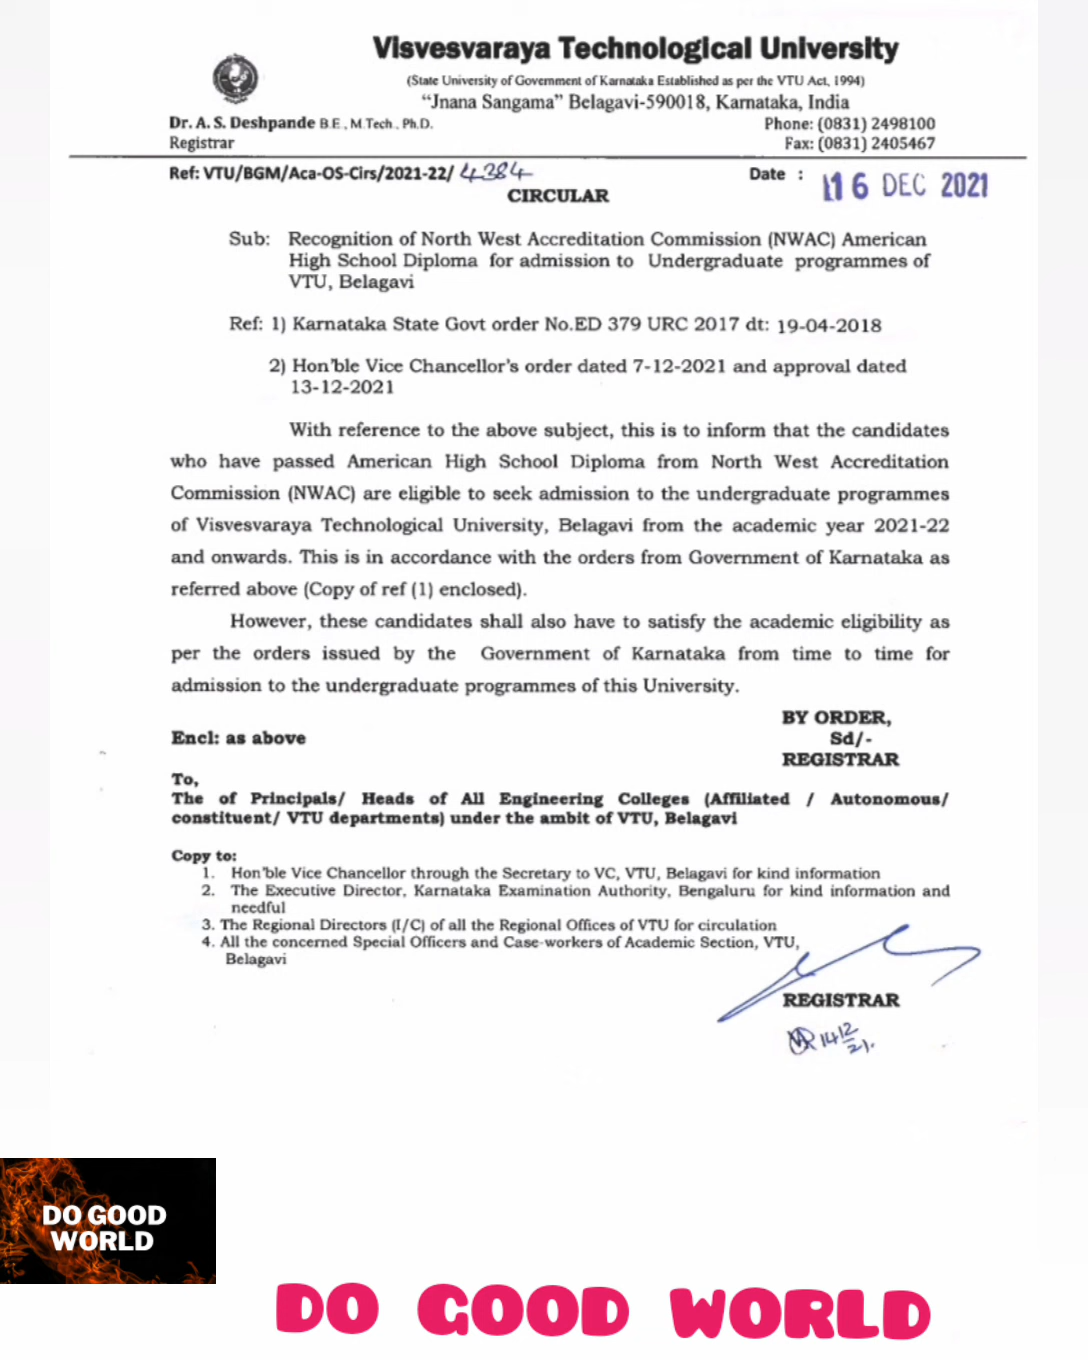 Visvesvaraya Technological University
(State University of Government of Karnataka Established as per the VTU Act, 1994)
"Jnana Sangama" Belagavi-590018, Karnataka, India
Dr. A. S. Deshpande B.E., M.Tech., Ph.D.
Phone: (0831) 2498100
Registrar
Fax: (0831) 2405467
Ref: VTU/BGM/Aca-OS-Cirs/2021-22/ 4384
Date : 16 DEC 2021
CIRCULAR
Sub: Recognition of North West Accreditation Commission (NWAC) American
High School Diploma for admission to Undergraduate programmes of
VTU, Belagavi
Ref: 1) Karnataka State Govt order No.ED 379 URC 2017 dt: 19-04-2018
2) Hon'ble Vice Chancellor's order dated 7-12-2021 and approval dated
13-12-2021
With reference to the above subject, this is to inform that the candidates
who have passed American High School Diploma from North West Accreditation
Commission (NWAC) are eligible to seek admission to the undergraduate programmes
of Visvesvaraya Technological University, Belagavi from the academic year 2021-22
and onwards. This is in accordance with the orders from Government of Karnataka as
referred above (Copy of ref (1) enclosed).
However, these candidates shall also have to satisfy the academic eligibility as
per the orders issued by the Government of Karnataka from time to time for
admission to the undergraduate programmes of this University.
BY ORDER,
Encl: as above
Sd/-
REGISTRAR
To,
The of Principals/ Heads of All Engineering Colleges (Affiliated / Autonomous/
constituent/ VTU departments) under the ambit of VTU, Belagavi
Copy to:
1. Hon'ble Vice Chancellor through the Secretary to VC, VTU, Belagavi for kind information
2. The Executive Director, Karnataka Examination Authority, Bengaluru for kind information and
needful
3. The Regional Directors (I/C) of all the Regional Offices of VTU for circulation
4. All the concerned Special Officers and Case-workers of Academic Section, VTU,
Belagavi
REGISTRAR
14/12/21.
DO GOOD
WORLD
DO GOOD WORLD